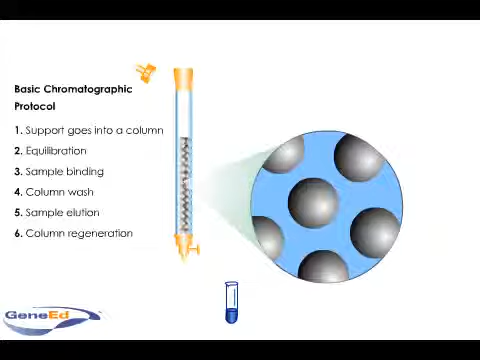 Basic Chromatographic
Protocol
1. Support goes into a column
2. Equilibration
3. Sample binding
4. Column wash
5. Sample elution
6. Column regeneration
GeneEd